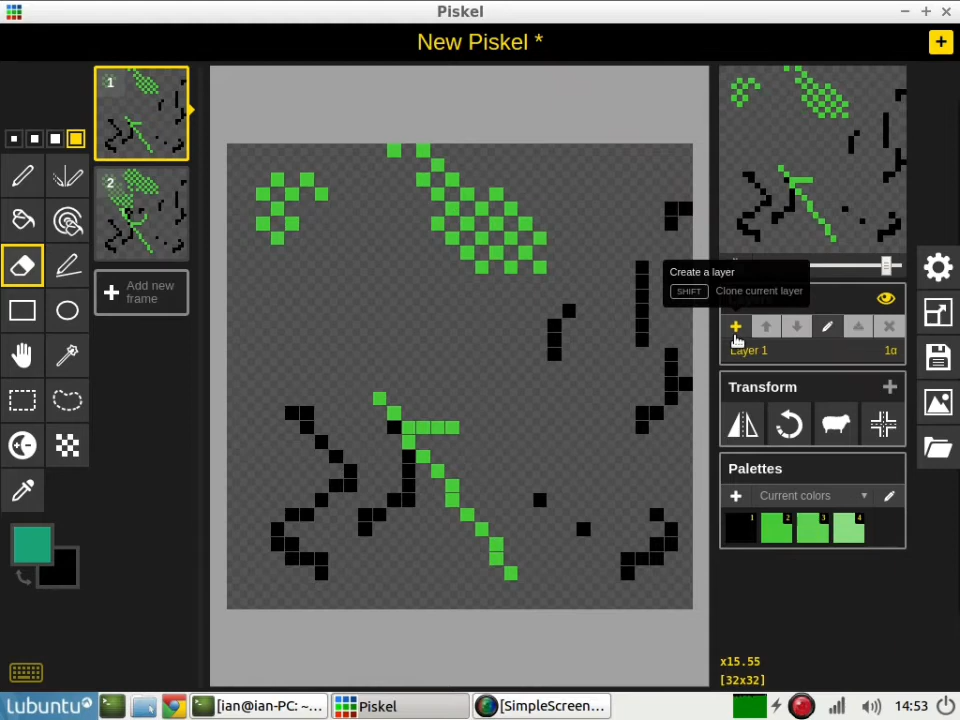 Piskel
New Piskel *
1
2
Add new
frame
Create a layer
SHIFT Clone current layer
Layer 1
1α
Transform
Palettes
Current colors
1 2 3 4
x15.55
[32x32]
lubuntu
[ian@ian-PC: ~...
Piskel
[SimpleScreen...
14:53